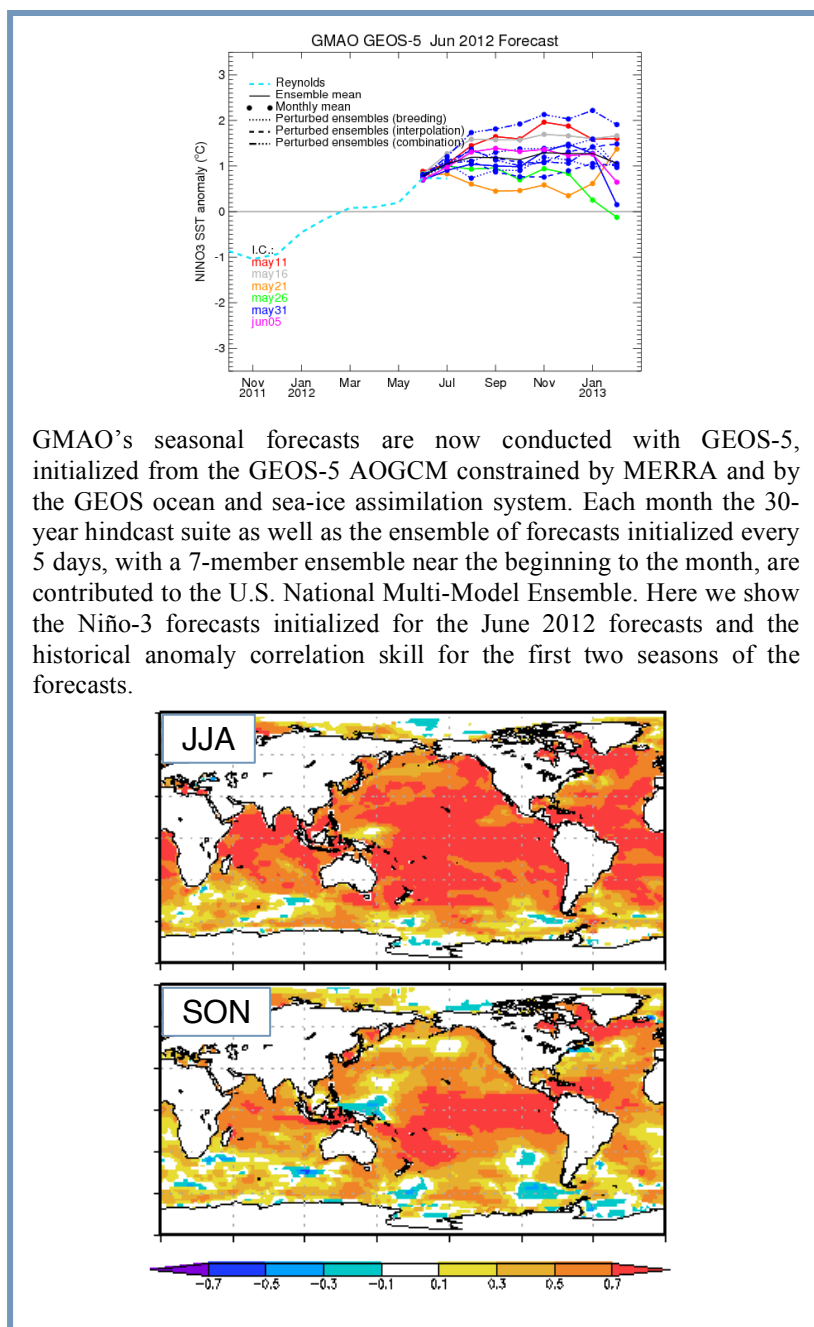 GMAO GEOS-5 Jun 2012 Forecast
Reynolds
Ensemble mean
Monthly mean
Perturbed ensembles (breeding)
Perturbed ensembles (interpolation)
Perturbed ensembles (combination)
NINO3 SST anomaly (°C)
3
2
1
0
-1
-2
-3
I.C.:
may11
may16
may21
may26
may31
jun05
Nov Jan Mar May Jul Sep Nov Jan
2011 2012 2013
GMAO's seasonal forecasts are now conducted with GEOS-5,
initialized from the GEOS-5 AOGCM constrained by MERRA and by
the GEOS ocean and sea-ice assimilation system. Each month the 30-
year hindcast suite as well as the ensemble of forecasts initialized every
5 days, with a 7-member ensemble near the beginning to the month, are
contributed to the U.S. National Multi-Model Ensemble. Here we show
the Niño-3 forecasts initialized for the June 2012 forecasts and the
historical anomaly correlation skill for the first two seasons of the
forecasts.
JJA
SON
-0.7 -0.5 -0.3 -0.1 0.1 0.3 0.5 0.7